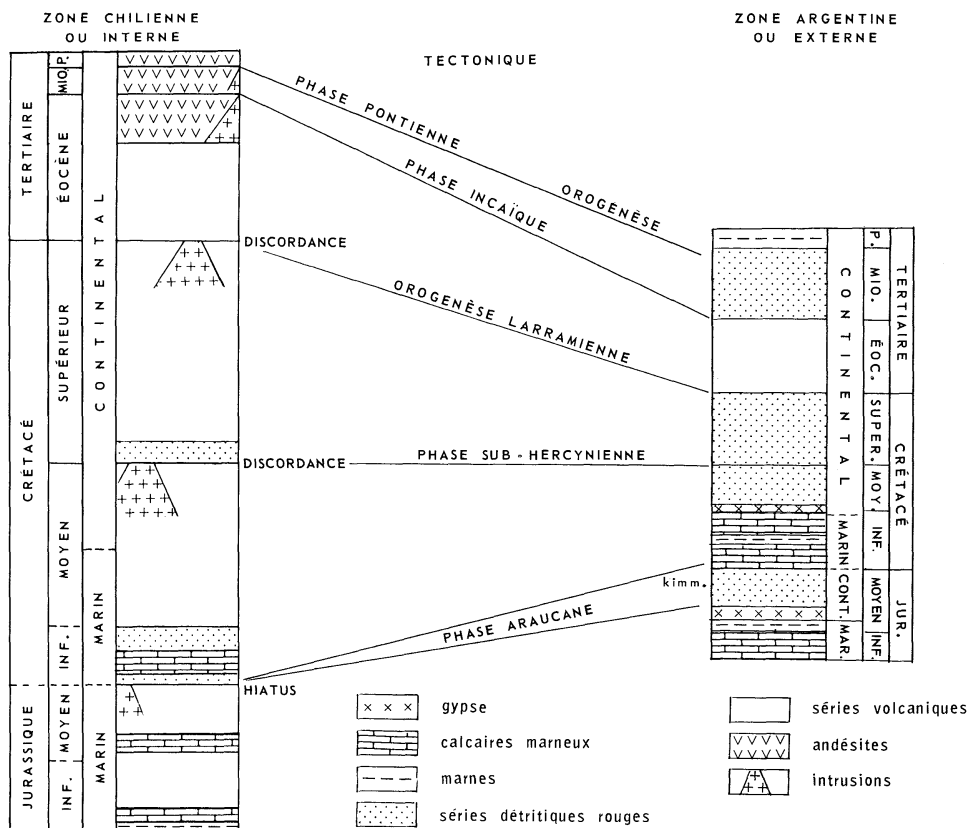 ZONE CHILIENNE
OU INTERNE
ZONE ARGENTINE
OU EXTERNE
TECTONIQUE
TERTIAIRE
CRÉTACÉ
JURASSIQUE
P.
MIO.
ÉOCÈNE
SUPÉRIEUR
MOYEN
INF.
MOYEN
INF.
CONTINENTAL
MARIN
MARIN
DISCORDANCE
DISCORDANCE
HIATUS
PHASE PONTIENNE
OROGENÈSE
PHASE INCAÏQUE
OROGENÈSE LARRAMIENNE
PHASE SUB-HERCYNIENNE
PHASE ARAUCANE
kimm.
CONTINENTAL
MARIN
CONT.
MAR.
P.
MIO.
ÉOC.
SUPER.
MOY.
INF.
MOYEN
INF.
TERTIAIRE
CRÉTACÉ
JUR.
gypse
calcaires marneux
marnes
séries détritiques rouges
séries volcaniques
andésites
intrusions